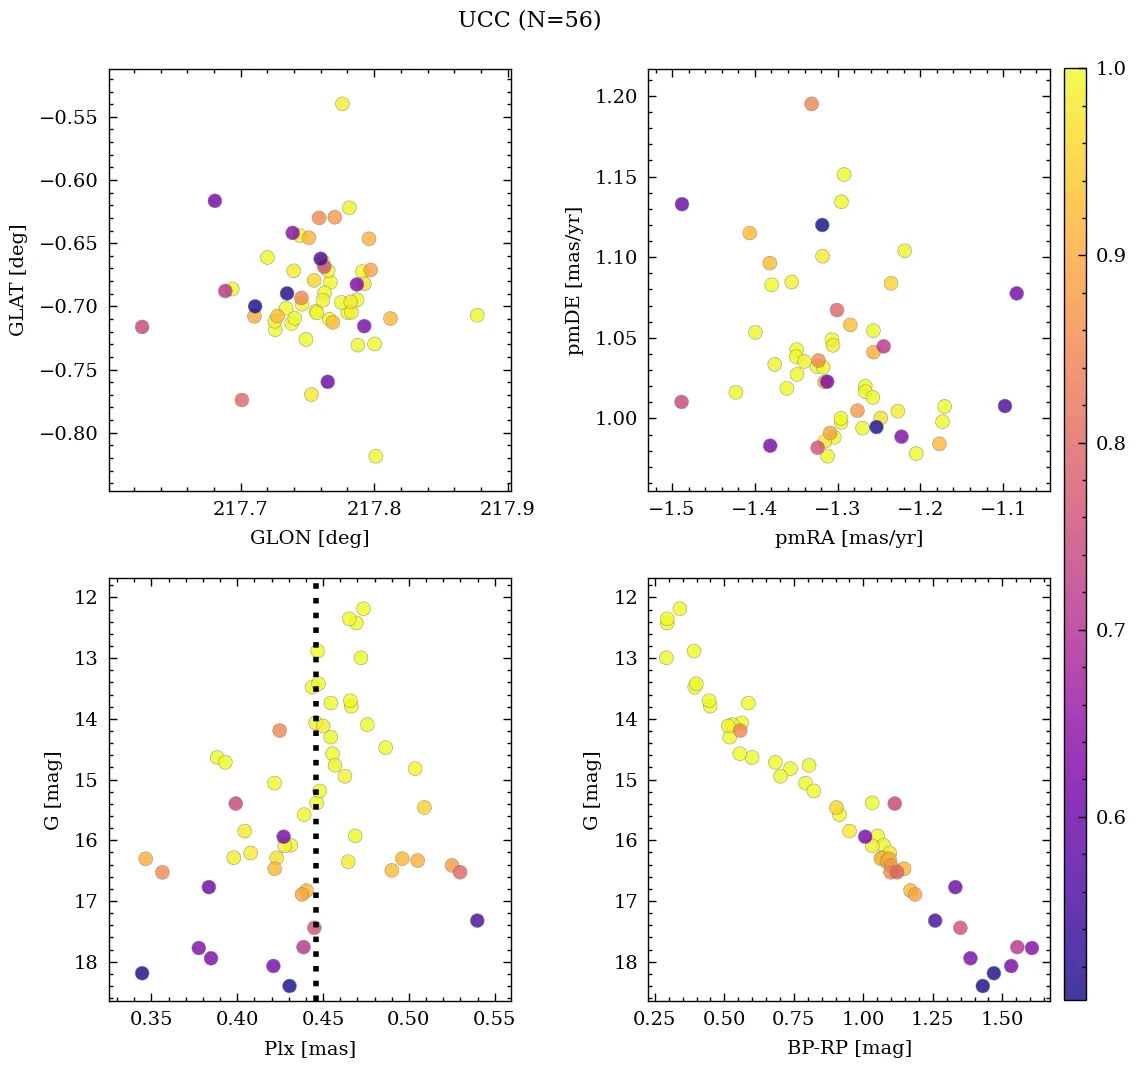 UCC (N=56)
−0.55
−0.60
−0.65
−0.70
−0.75
−0.80
GLAT [deg]
217.7 217.8 217.9
GLON [deg]
1.20
1.15
1.10
1.05
1.00
pmDE [mas/yr]
−1.5 −1.4 −1.3 −1.2 −1.1
pmRA [mas/yr]
1.0
0.9
0.8
0.7
0.6
12
13
14
15
16
17
18
G [mag]
0.35 0.40 0.45 0.50 0.55
Plx [mas]
12
13
14
15
16
17
18
G [mag]
0.25 0.50 0.75 1.00 1.25 1.50
BP-RP [mag]